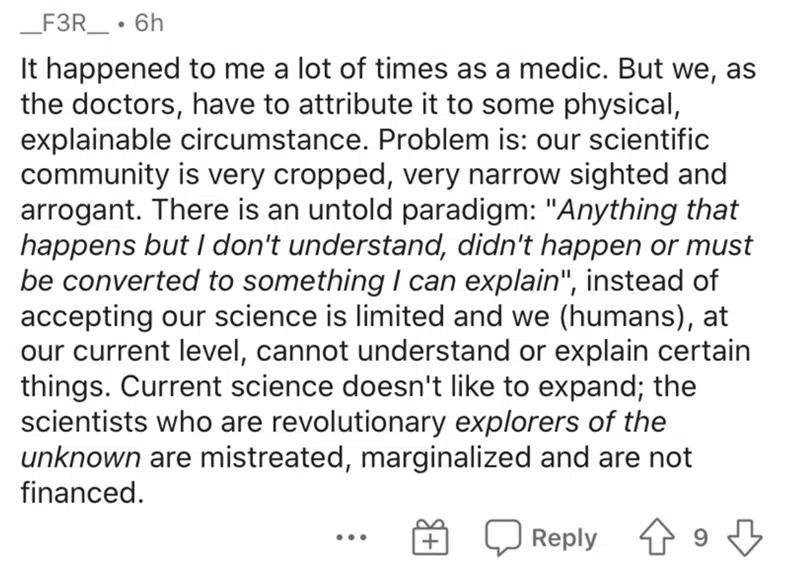 __F3R__ • 6h
It happened to me a lot of times as a medic. But we, as
the doctors, have to attribute it to some physical,
explainable circumstance. Problem is: our scientific
community is very cropped, very narrow sighted and
arrogant. There is an untold paradigm: "Anything that
happens but I don't understand, didn't happen or must
be converted to something I can explain", instead of
accepting our science is limited and we (humans), at
our current level, cannot understand or explain certain
things. Current science doesn't like to expand; the
scientists who are revolutionary explorers of the
unknown are mistreated, marginalized and are not
financed.
Reply 9